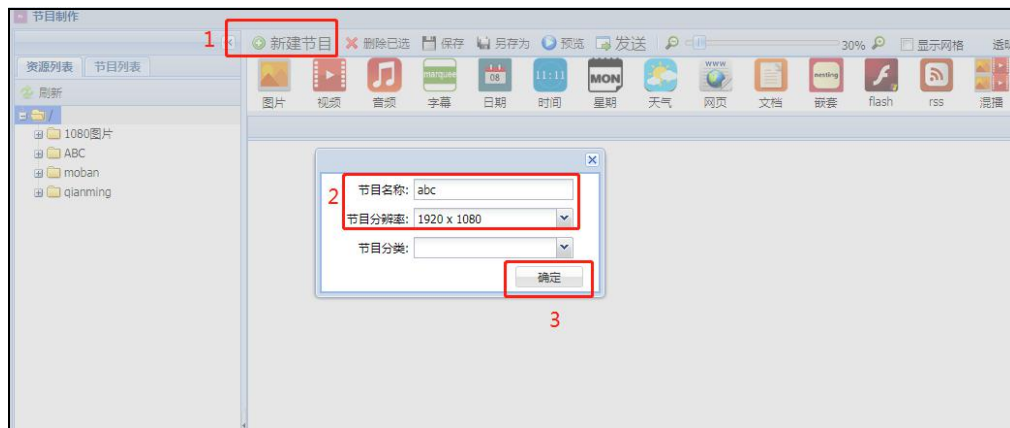 节目制作
1 新建节目 删除已选 保存 另存为 预览 发送 30% 显示网格
资源列表 节目列表
marquee 08 11:11 MON www nesting
图片 视频 音频 字幕 日期 时间 星期 天气 网页 文档 嵌套 flash rss 混播
刷新
/
1080图片
ABC
moban
qianming
2
节目名称: abc
节目分辨率: 1920 x 1080
节目分类:
确定
3